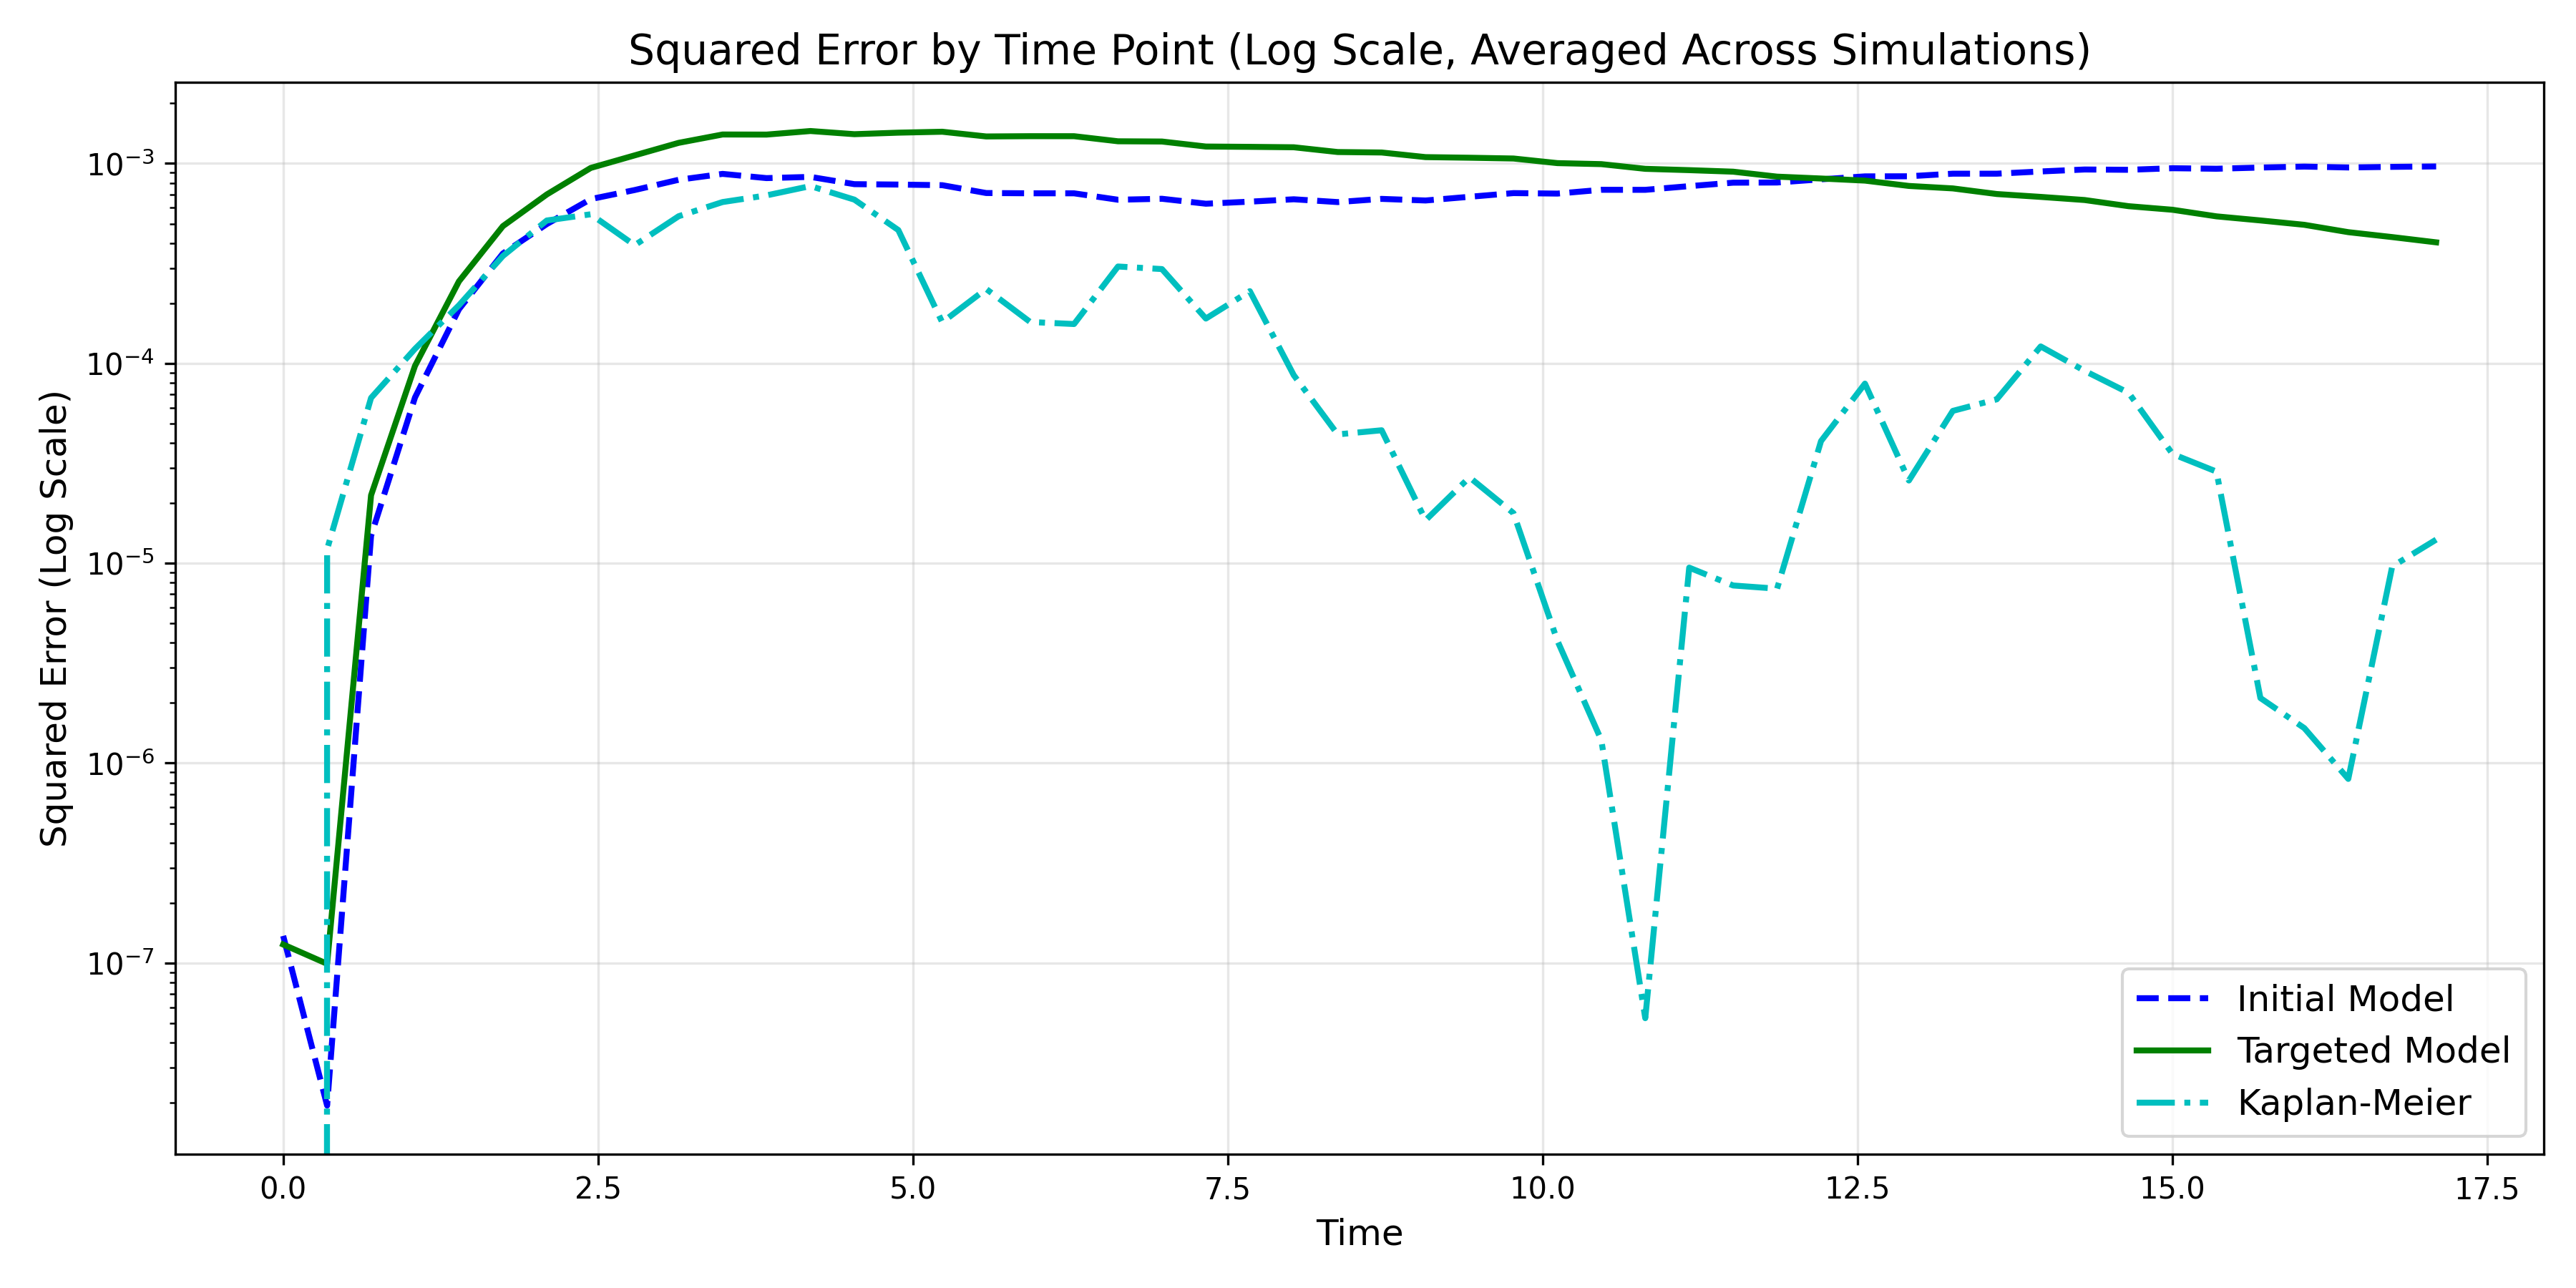 Squared Error by Time Point (Log Scale, Averaged Across Simulations)
Squared Error (Log Scale)
10⁻³
10⁻⁴
10⁻⁵
10⁻⁶
10⁻⁷
0.0 2.5 5.0 7.5 10.0 12.5 15.0 17.5
Time
Initial Model
Targeted Model
Kaplan-Meier